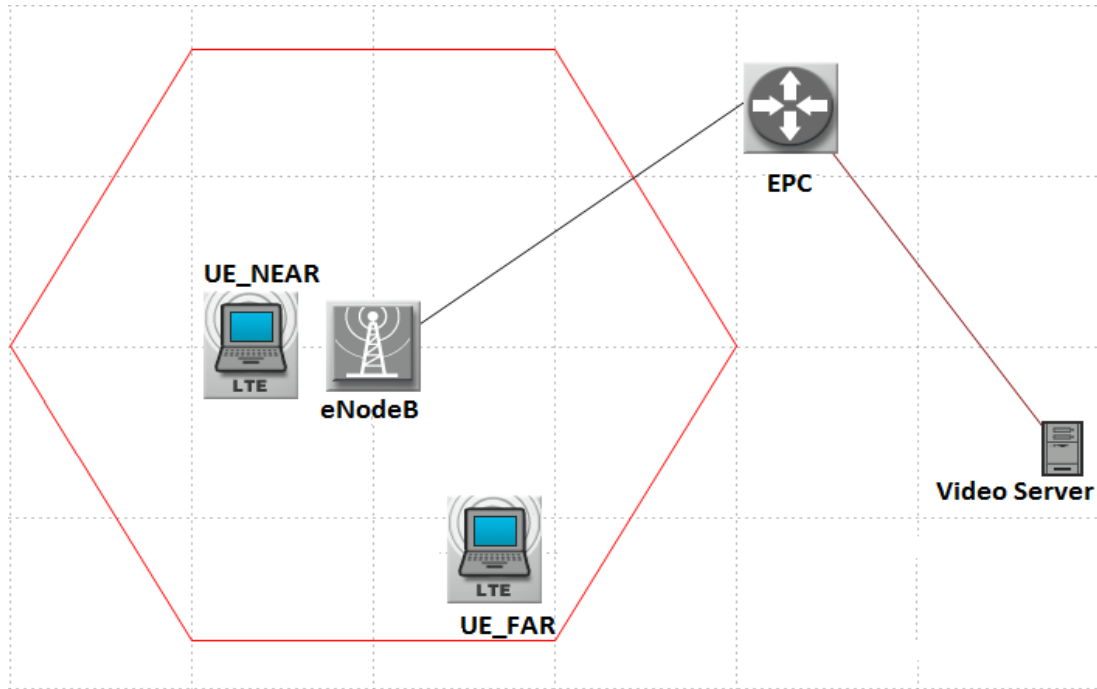 EPC
UE_NEAR
LTE
eNodeB
Video Server
LTE
UE_FAR